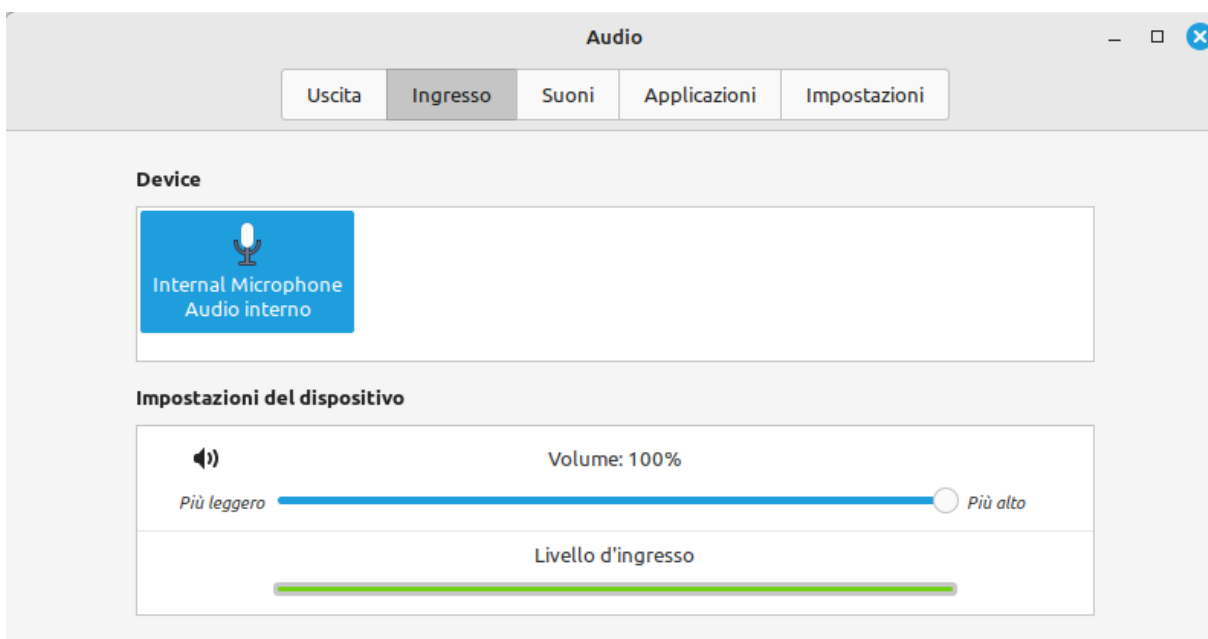 Audio
Uscita Ingresso Suoni Applicazioni Impostazioni
Device
Internal Microphone
Audio interno
Impostazioni del dispositivo
Volume: 100%
Più leggero Più alto
Livello d'ingresso